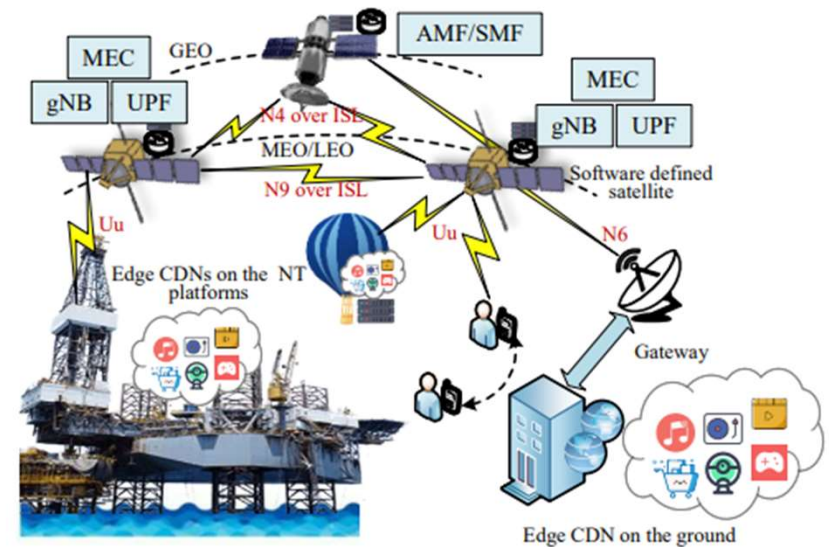 GEO
AMF/SMF
MEC
gNB
UPF
MEC
gNB
UPF
N4 over ISL
MEO/LEO
N9 over ISL
Software defined
satellite
Uu
Uu
N6
Edge CDNs on the NT
platforms
Gateway
Edge CDN on the ground